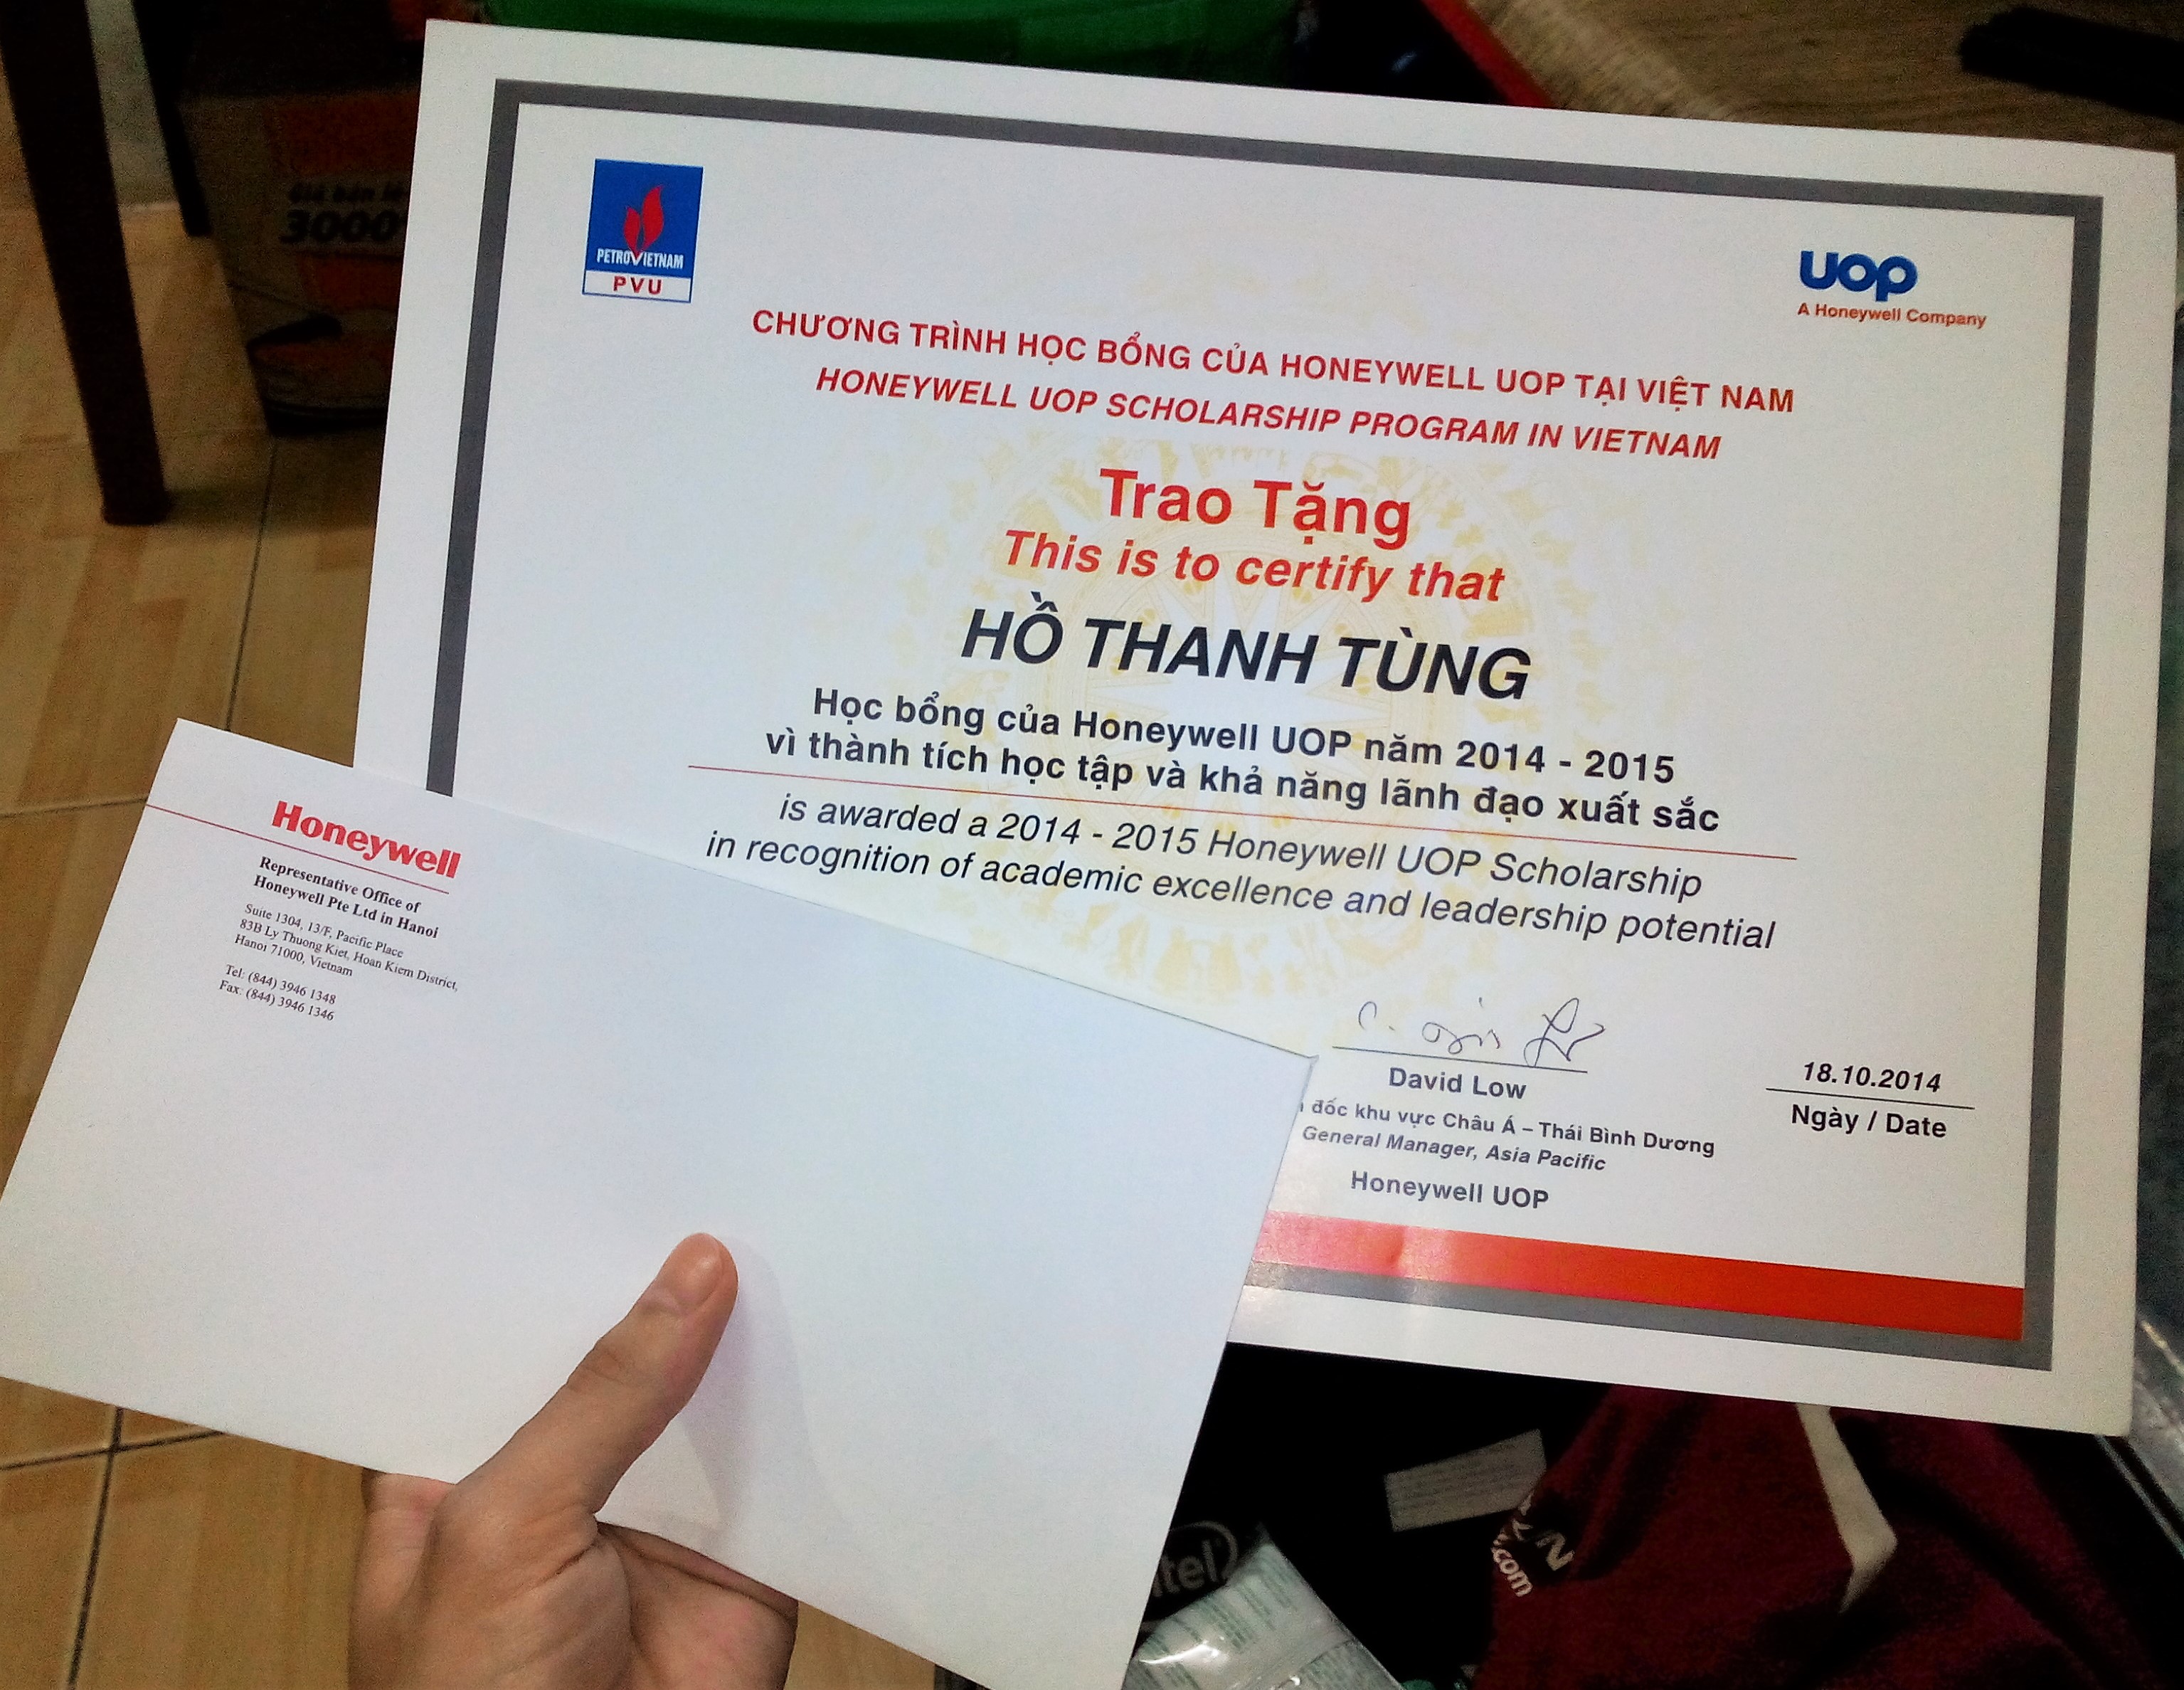 Giá bán lẻ
3000
PETROVIETNAM
PVU
UOP
A Honeywell Company
CHƯƠNG TRÌNH HỌC BỔNG CỦA HONEYWELL UOP TẠI VIỆT NAM
HONEYWELL UOP SCHOLARSHIP PROGRAM IN VIETNAM
Trao Tặng
This is to certify that
HỒ THANH TÙNG
Học bổng của Honeywell UOP năm 2014 - 2015
vì thành tích học tập và khả năng lãnh đạo xuất sắc
is awarded a 2014 - 2015 Honeywell UOP Scholarship
in recognition of academic excellence and leadership potential
David Low
đốc khu vực Châu Á – Thái Bình Dương
General Manager, Asia Pacific
Honeywell UOP
18.10.2014
Ngày / Date
Honeywell
Representative Office of
Honeywell Pte Ltd in Hanoi
Suite 1304, 13/F, Pacific Place
83B Ly Thuong Kiet, Hoan Kiem District,
Hanoi 71000, Vietnam
Tel: (844) 3946 1348
Fax: (844) 3946 1346
.com